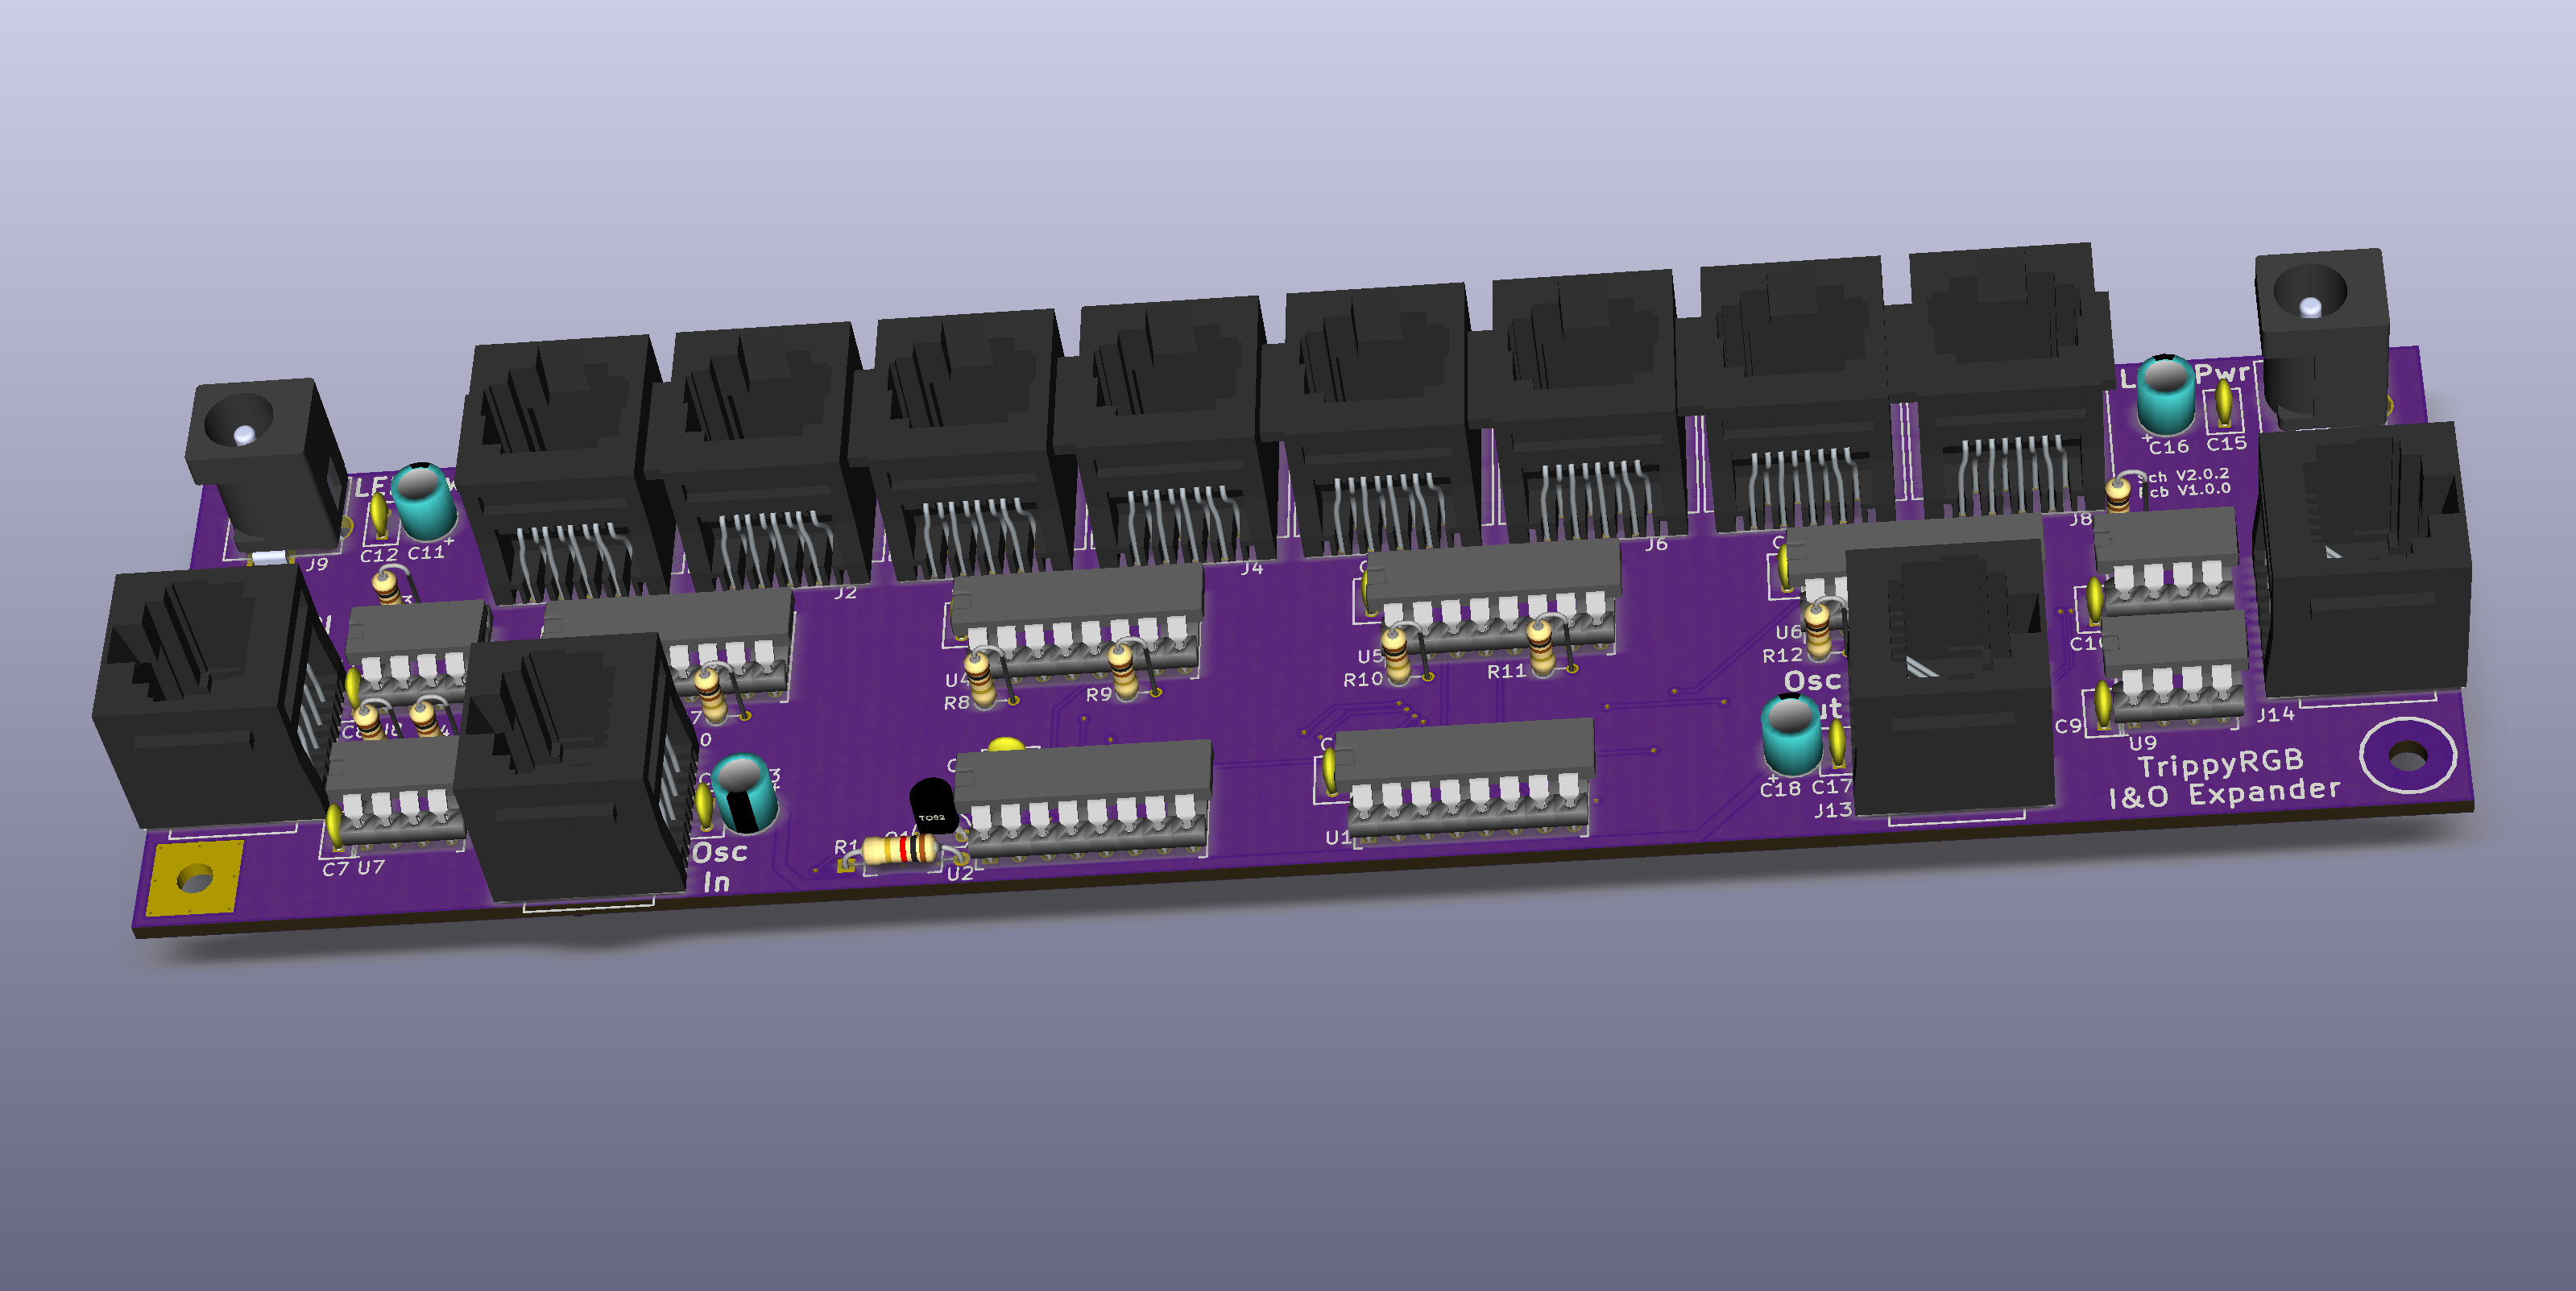 Pwr
C16
C15
Sch V2.0.2
Pcb V1.0.0
C12
C11
J9
J2
J4
J6
J8
U4
R8
R9
U5
R10
R11
U6
R12
Osc
C9
U9
J14
TrippyRGB
I&O Expander
C18
C17
J13
C7
U7
Osc
In
R1
TO92
U2
U1